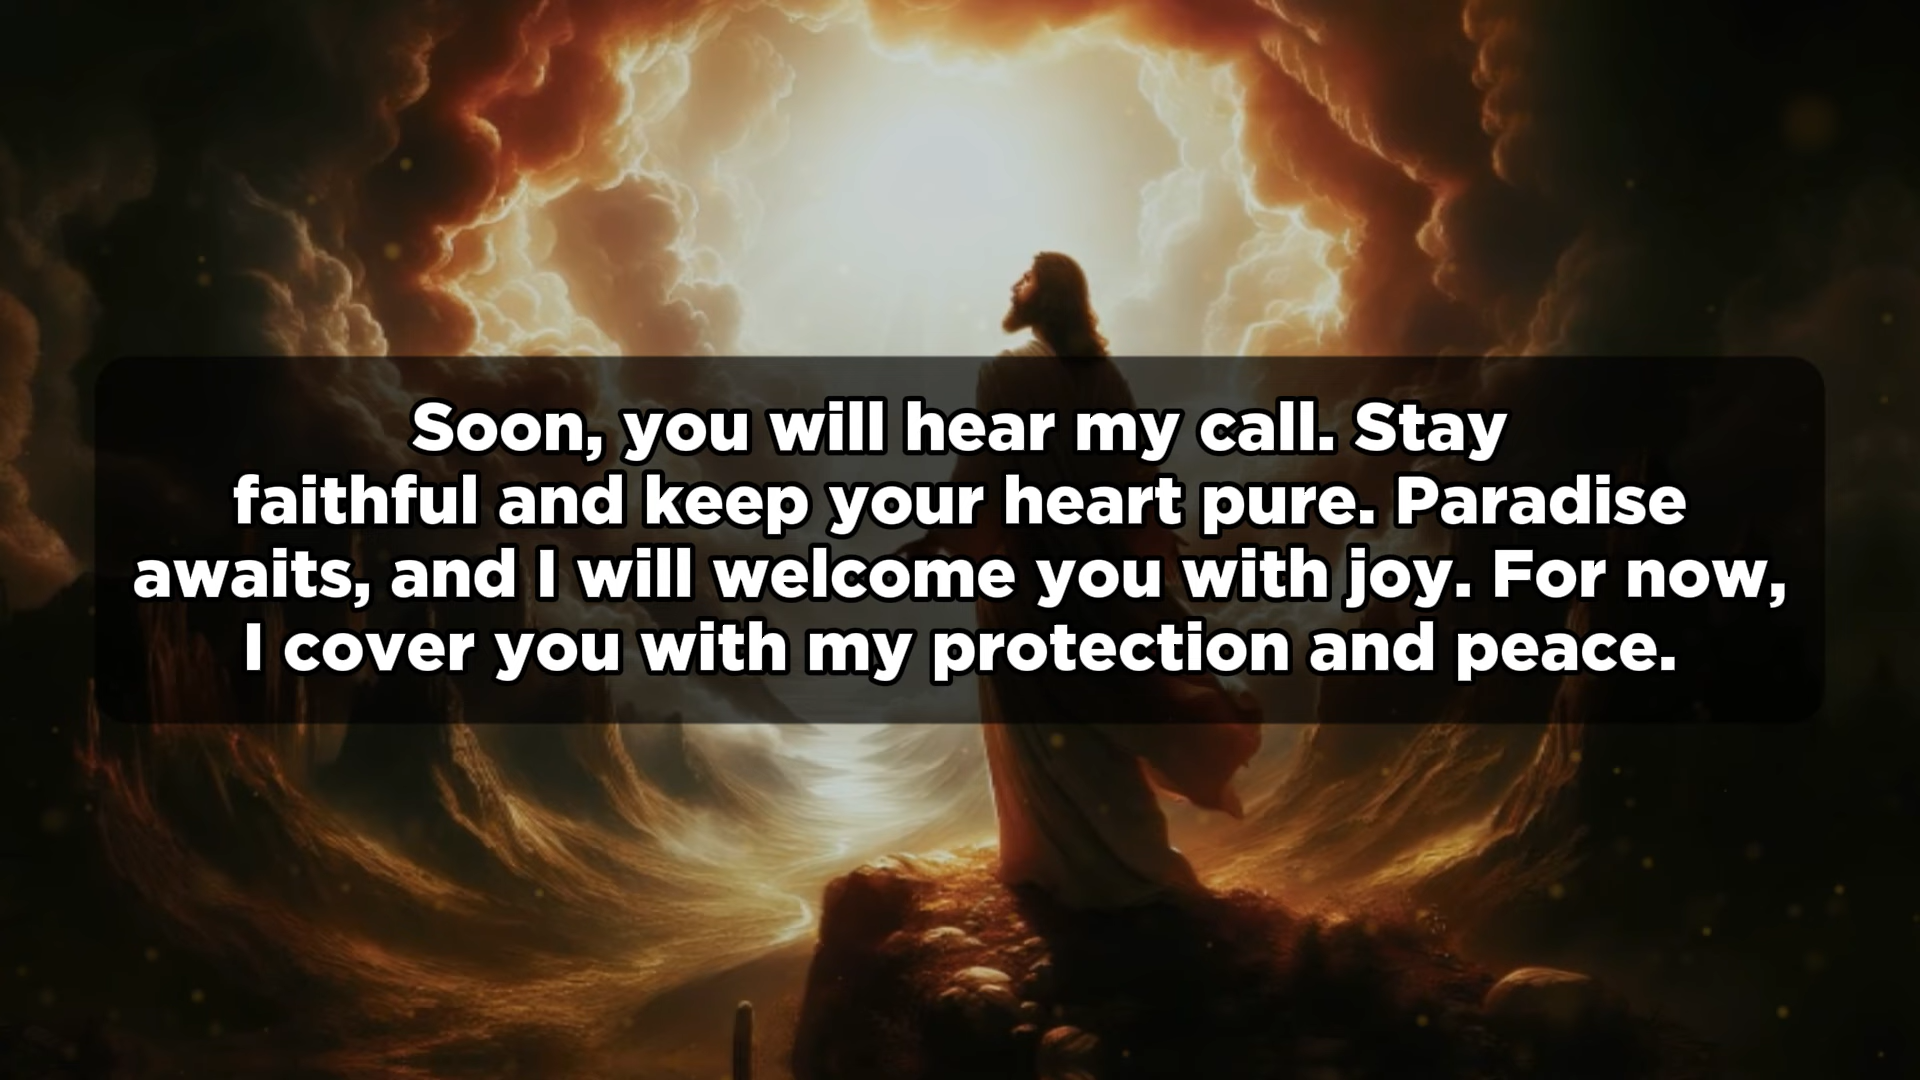 Soon, you will hear my call. Stay
faithful and keep your heart pure. Paradise
awaits, and I will welcome you with joy. For now,
I cover you with my protection and peace.